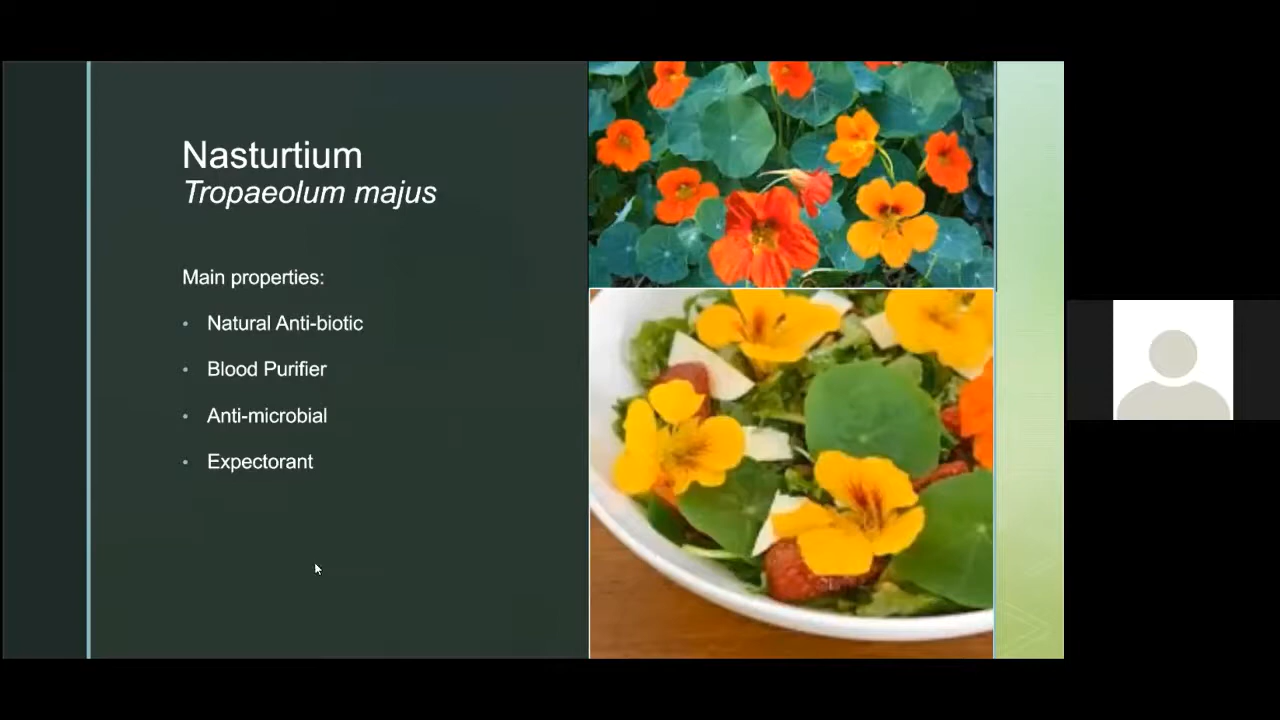 Nasturtium
Tropaeolum majus
Main properties:
• Natural Anti-biotic
• Blood Purifier
• Anti-microbial
• Expectorant